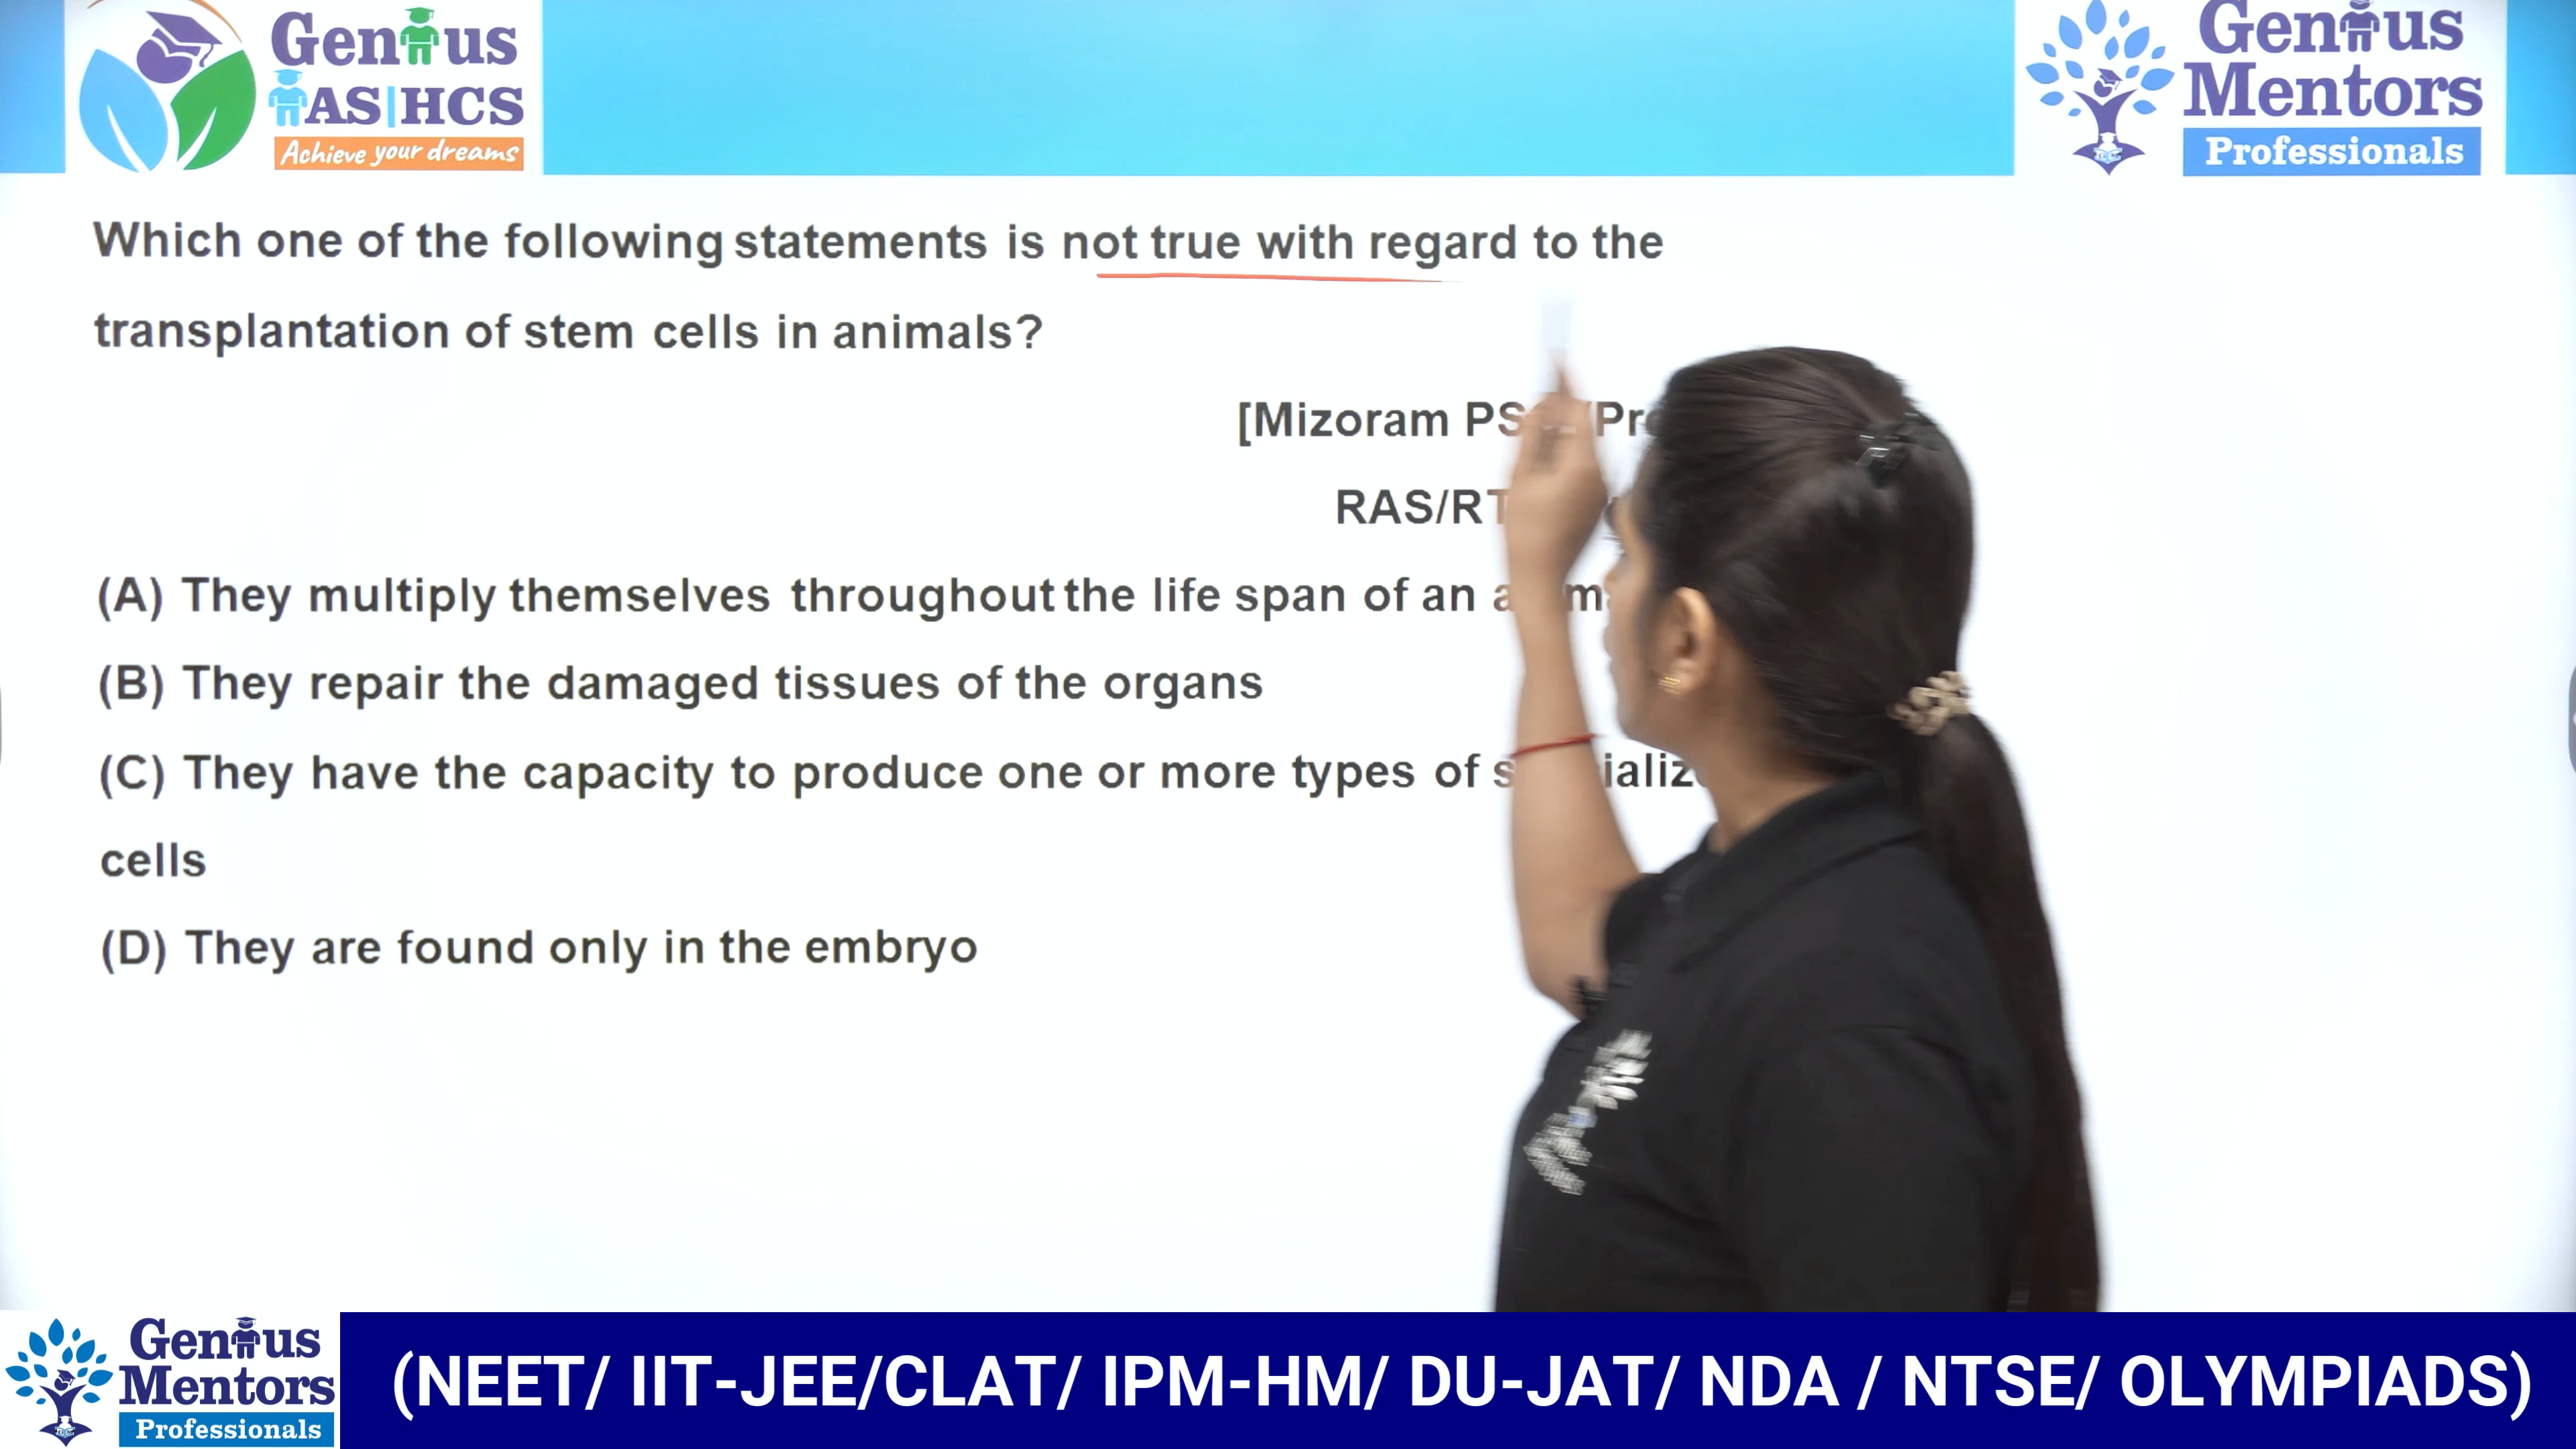 Genius
IAS|HCS
Achieve your dreams
Genius
Mentors
Professionals
Which one of the following statements is not true with regard to the
transplantation of stem cells in animals?
[Mizoram
RAS/
(A) They multiply themselves throughout the life span of an
(B) They repair the damaged tissues of the organs
(C) They have the capacity to produce one or more types of
cells
(D) They are found only in the embryo
Genius
Mentors
Professionals
(NEET/ IIT-JEE/CLAT/ IPM-HM/ DU-JAT/ NDA / NTSE/ OLYMPIADS)